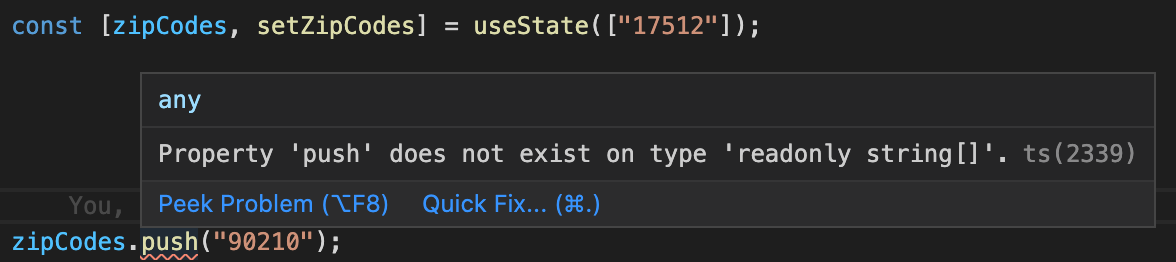 const [zipCodes, setZipCodes] = useState(["17512"]);
any
Property 'push' does not exist on type 'readonly string[]'. ts(2339)
Peek Problem (⌥F8) Quick Fix... (⌘.)
You,
zipCodes.push("90210");